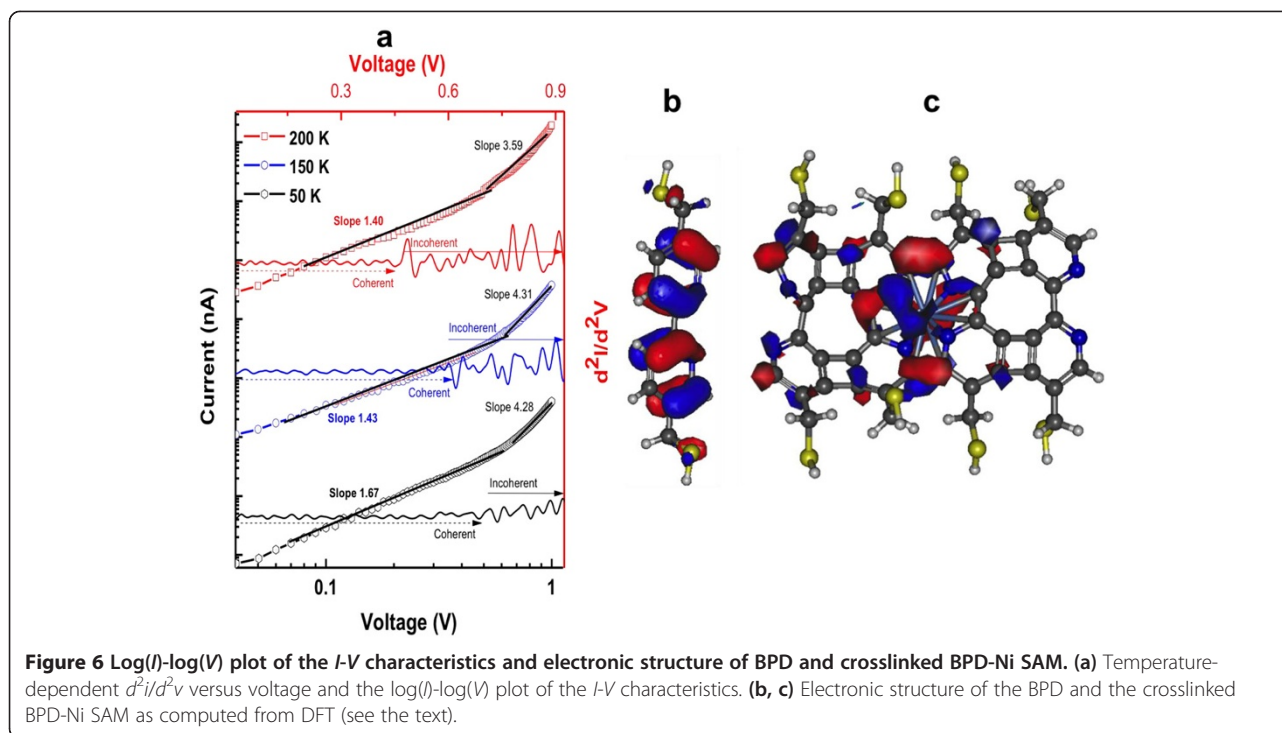 a
Voltage (V)
0.3 0.6 0.9
b
c
200 K
150 K
50 K
Slope 3.59
Slope 1.40
Incoherent
Coherent
Slope 4.31
Incoherent
Coherent
Slope 1.43
Slope 4.28
Slope 1.67
Incoherent
Coherent
Current (nA)
d²I/d²V
0.1 1
Voltage (V)
Figure 6 Log(I)-log(V) plot of the I-V characteristics and electronic structure of BPD and crosslinked BPD-Ni SAM. (a) Temperature-
dependent d²i/d²v versus voltage and the log(I)-log(V) plot of the I-V characteristics. (b, c) Electronic structure of the BPD and the crosslinked
BPD-Ni SAM as computed from DFT (see the text).